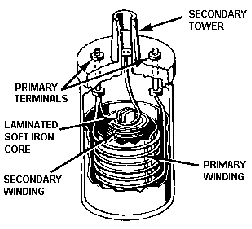 SECONDARY
TOWER
PRIMARY
TERMINALS
LAMINATED
SOFT IRON
CORE
SECONDARY
WINDING
PRIMARY
WINDING